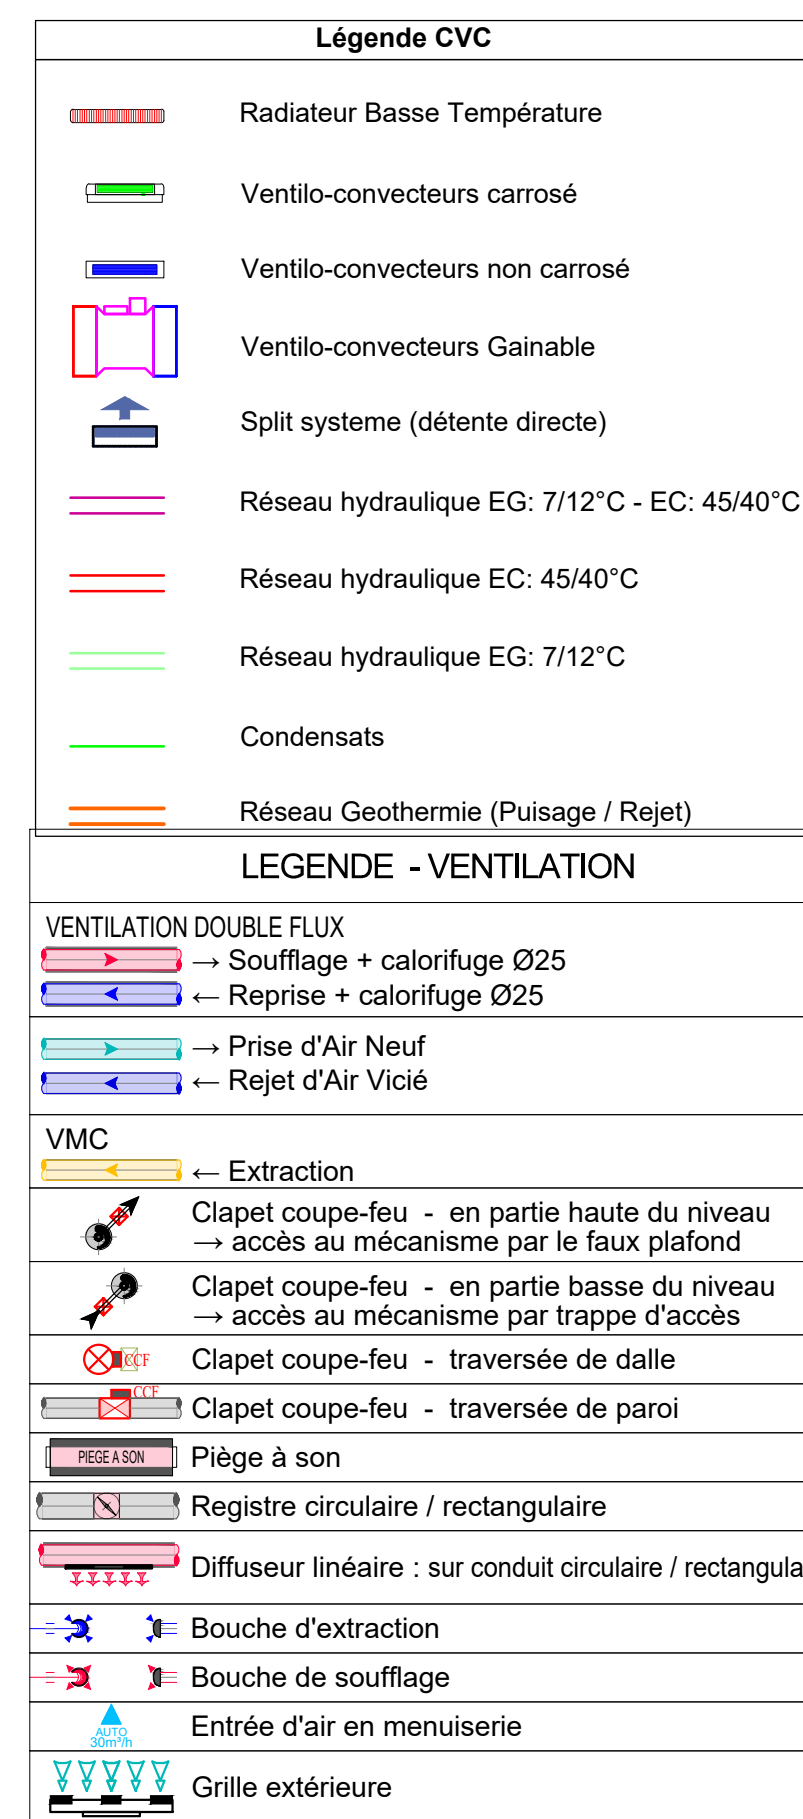 Légende CVC
Radiateur Basse Température
Ventilo-convecteurs carrosé
Ventilo-convecteurs non carrosé
Ventilo-convecteurs Gainable
Split systeme (détente directe)
Réseau hydraulique EG: 7/12°C - EC: 45/40°C
Réseau hydraulique EC: 45/40°C
Réseau hydraulique EG: 7/12°C
Condensats
Réseau Geothermie (Puisage / Rejet)
LEGENDE - VENTILATION
VENTILATION DOUBLE FLUX
→ Soufflage + calorifuge Ø25
← Reprise + calorifuge Ø25
→ Prise d'Air Neuf
← Rejet d'Air Vicié
VMC
← Extraction
Clapet coupe-feu - en partie haute du niveau
→ accès au mécanisme par le faux plafond
Clapet coupe-feu - en partie basse du niveau
→ accès au mécanisme par trappe d'accès
CCF Clapet coupe-feu - traversée de dalle
CCF
Clapet coupe-feu - traversée de paroi
PIEGE A SON Piège à son
Registre circulaire / rectangulaire
Diffuseur linéaire : sur conduit circulaire / rectangula
Bouche d'extraction
Bouche de soufflage
Entrée d'air en menuiserie
AUTO
30m³/h
Grille extérieure